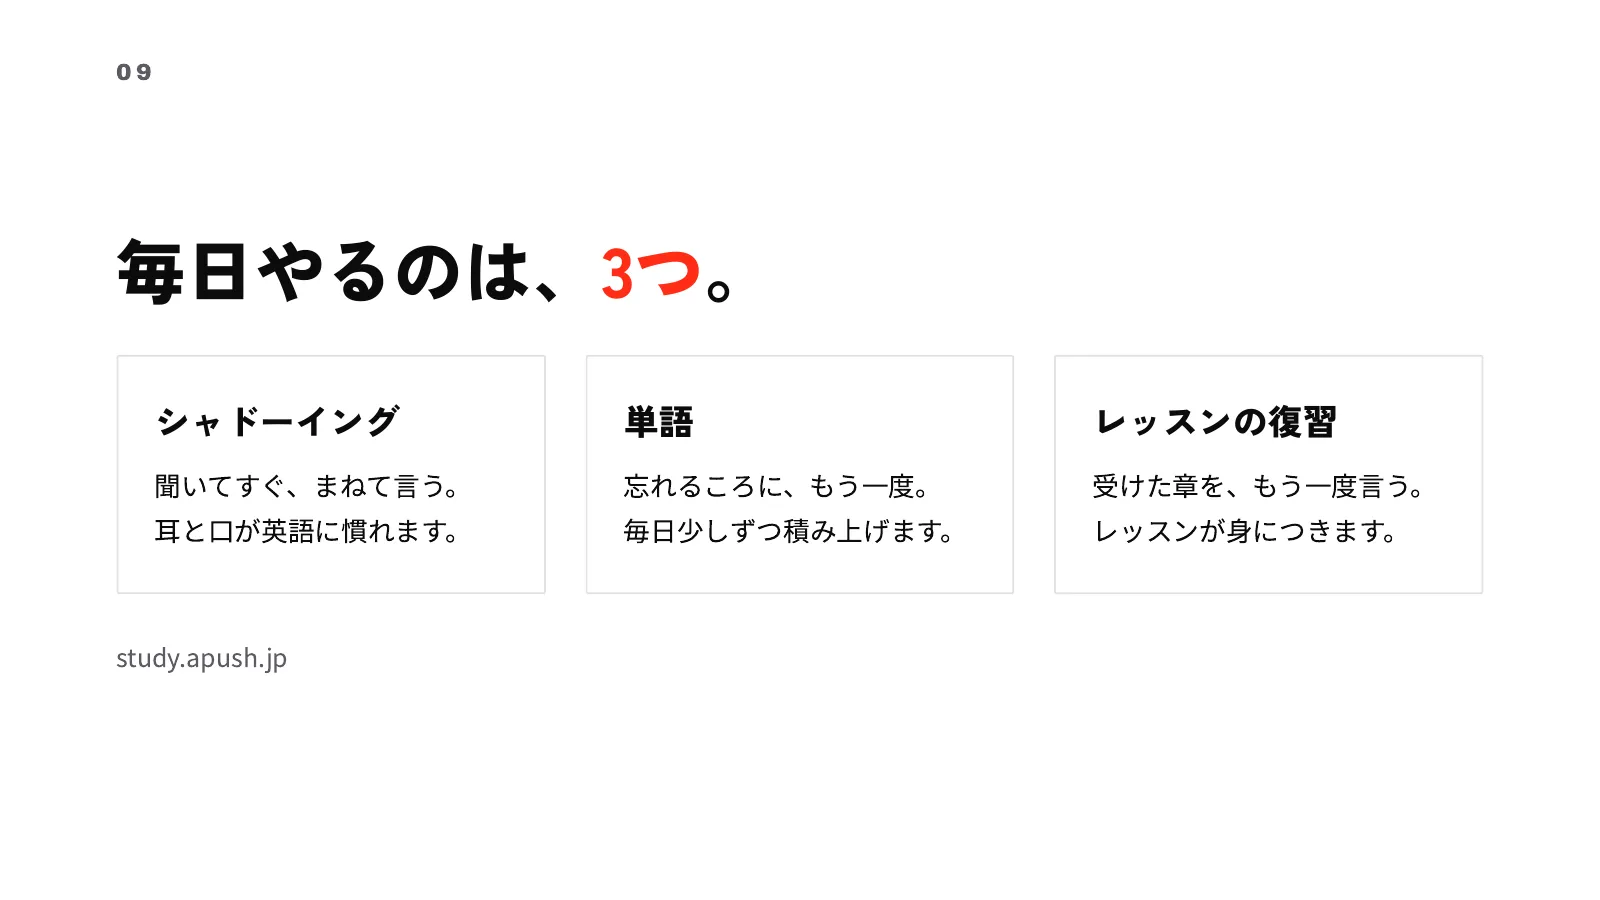 09
毎日やるのは、3つ。
シャドーイング
聞いてすぐ、まねて言う。
耳と口が英語に慣れます。
単語
忘れるころに、もう一度。
毎日少しずつ積み上げます。
レッスンの復習
受けた章を、もう一度言う。
レッスンが身につきます。
study.apush.jp